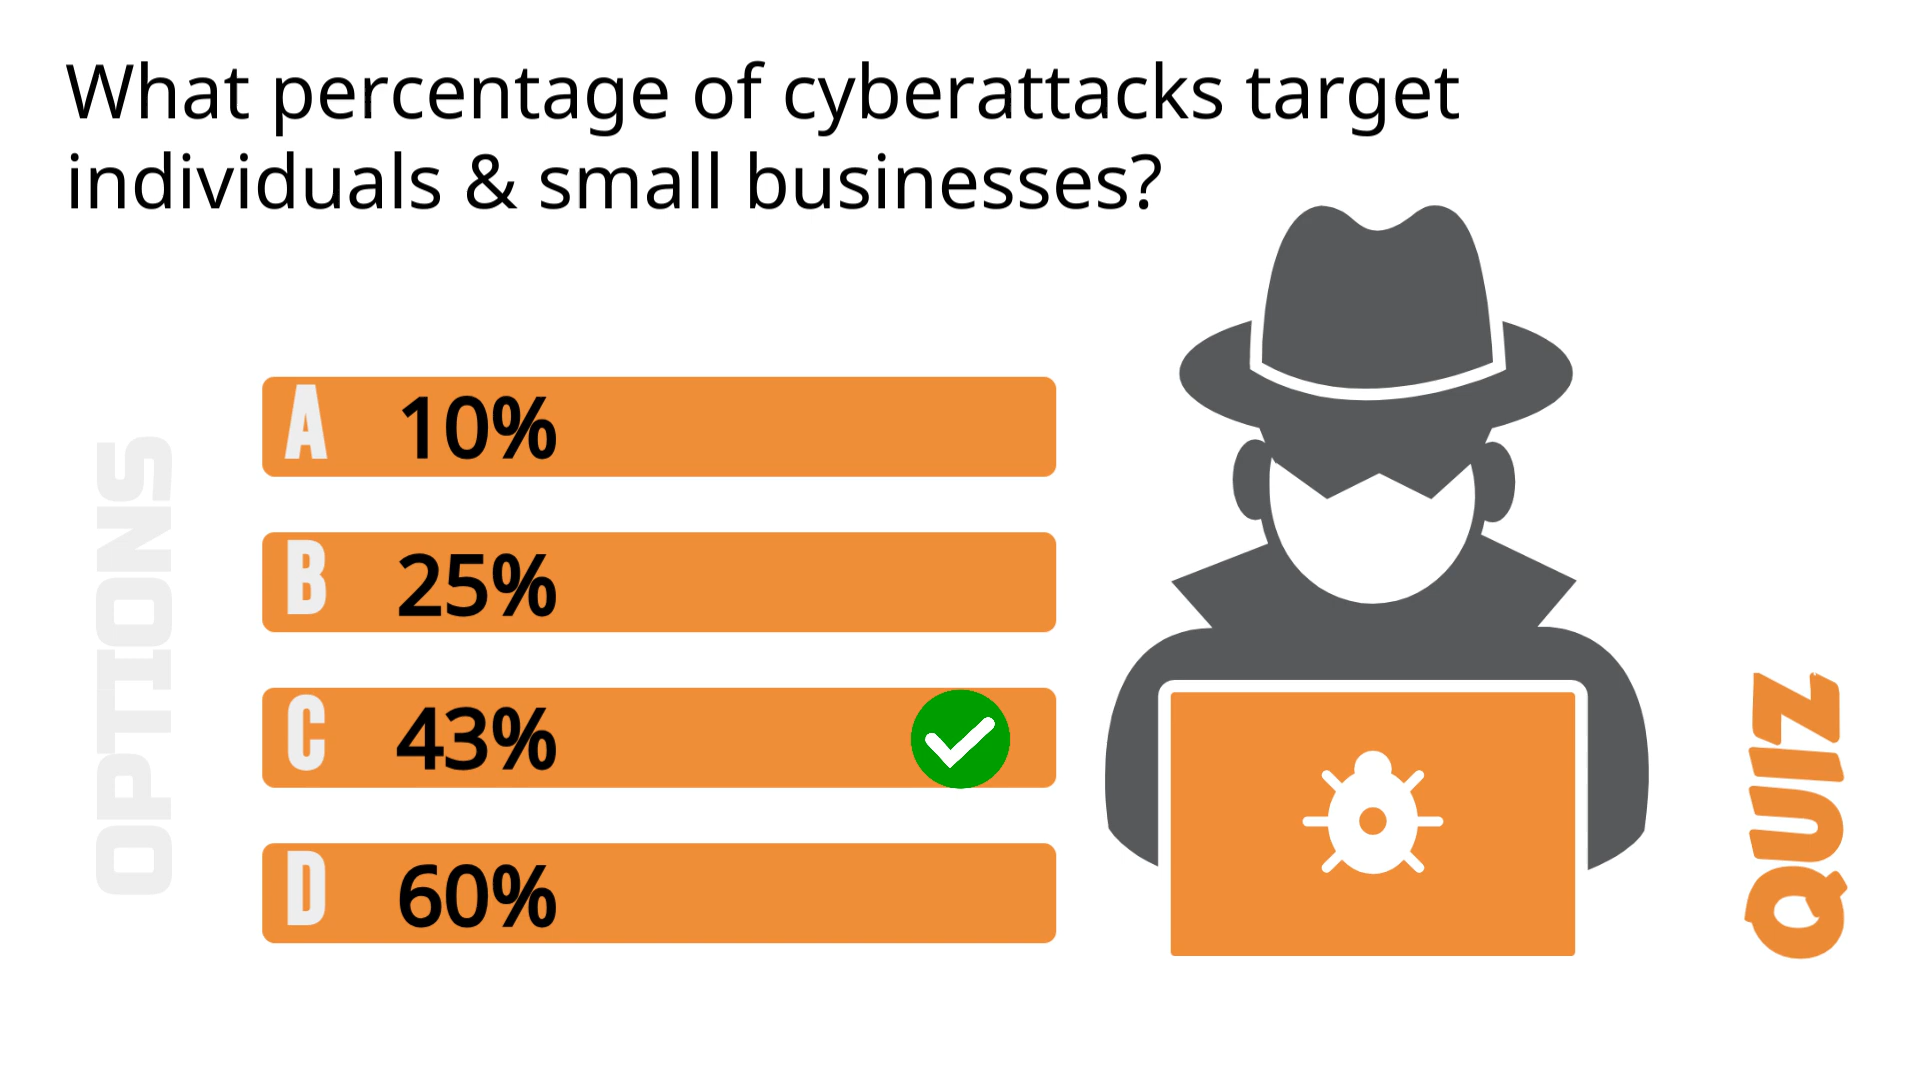 What percentage of cyberattacks target
individuals & small businesses?
OPTIONS
A 10%
B 25%
C 43%
D 60%
QUIZ